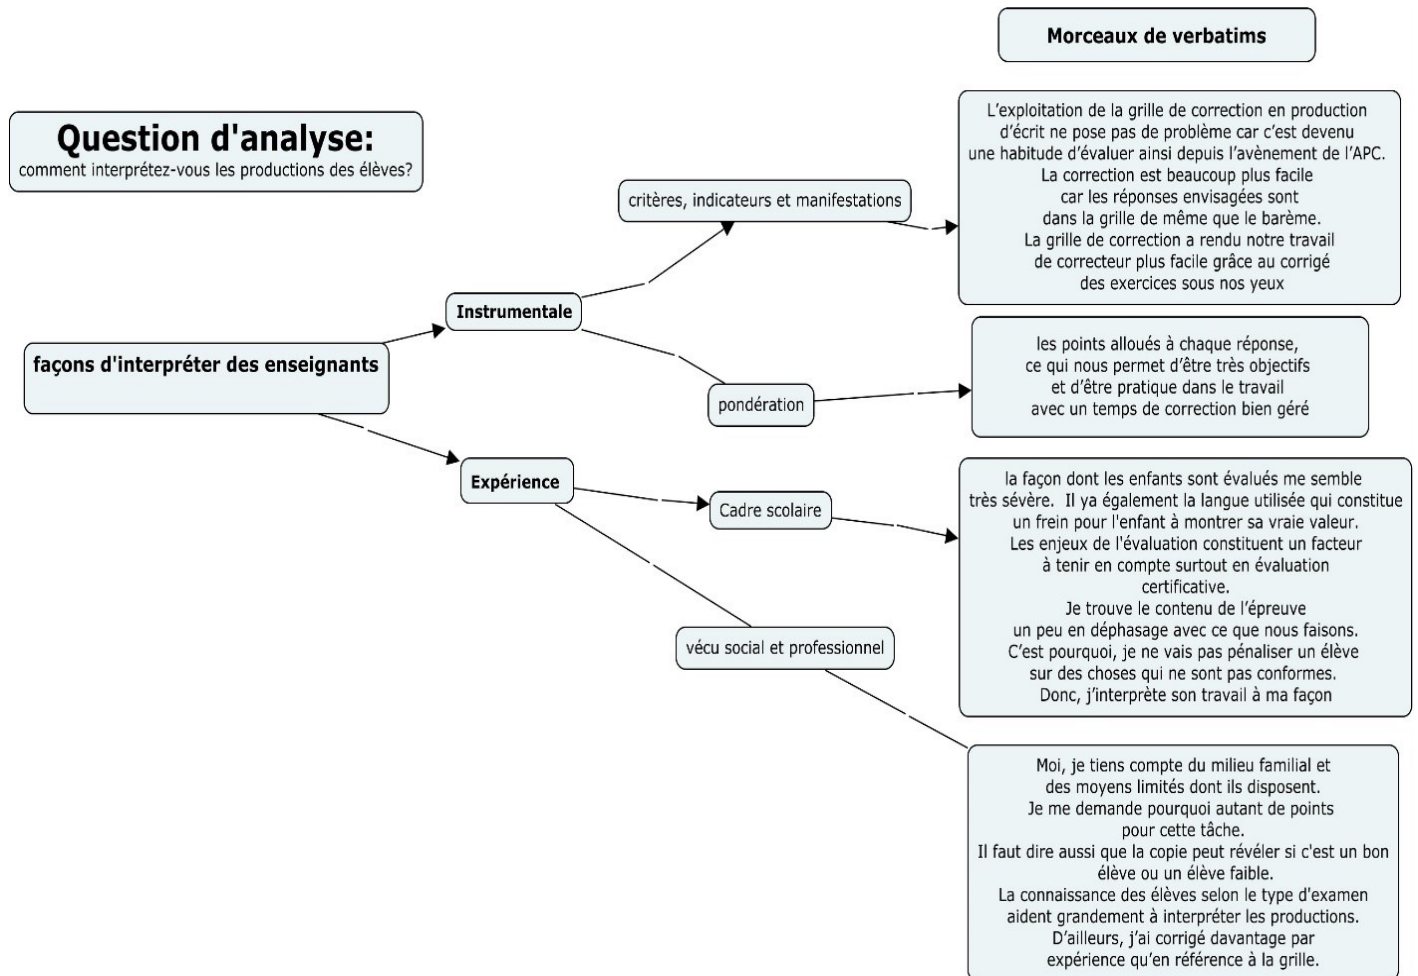 Morceaux de verbatims
Question d'analyse:
comment interprétez-vous les productions des élèves?
façons d'interpréter des enseignants
Instrumentale
critères, indicateurs et manifestations
L'exploitation de la grille de correction en production
d'écrit ne pose pas de problème car c'est devenu
une habitude d'évaluer ainsi depuis l'avènement de l'APC.
La correction est beaucoup plus facile
car les réponses envisagées sont
dans la grille de même que le barème.
La grille de correction a rendu notre travail
de correcteur plus facile grâce au corrigé
des exercices sous nos yeux
pondération
les points alloués à chaque réponse,
ce qui nous permet d'être très objectifs
et d'être pratique dans le travail
avec un temps de correction bien géré
Expérience
Cadre scolaire
la façon dont les enfants sont évalués me semble
très sévère. Il ya également la langue utilisée qui constitue
un frein pour l'enfant à montrer sa vraie valeur.
Les enjeux de l'évaluation constituent un facteur
à tenir en compte surtout en évaluation
certificative.
Je trouve le contenu de l'épreuve
un peu en déphasage avec ce que nous faisons.
C'est pourquoi, je ne vais pas pénaliser un élève
sur des choses qui ne sont pas conformes.
Donc, j'interprète son travail à ma façon
vécu social et professionnel
Moi, je tiens compte du milieu familial et
des moyens limités dont ils disposent.
Je me demande pourquoi autant de points
pour cette tâche.
Il faut dire aussi que la copie peut révéler si c'est un bon
élève ou un élève faible.
La connaissance des élèves selon le type d'examen
aident grandement à interpréter les productions.
D'ailleurs, j'ai corrigé davantage par
expérience qu'en référence à la grille.